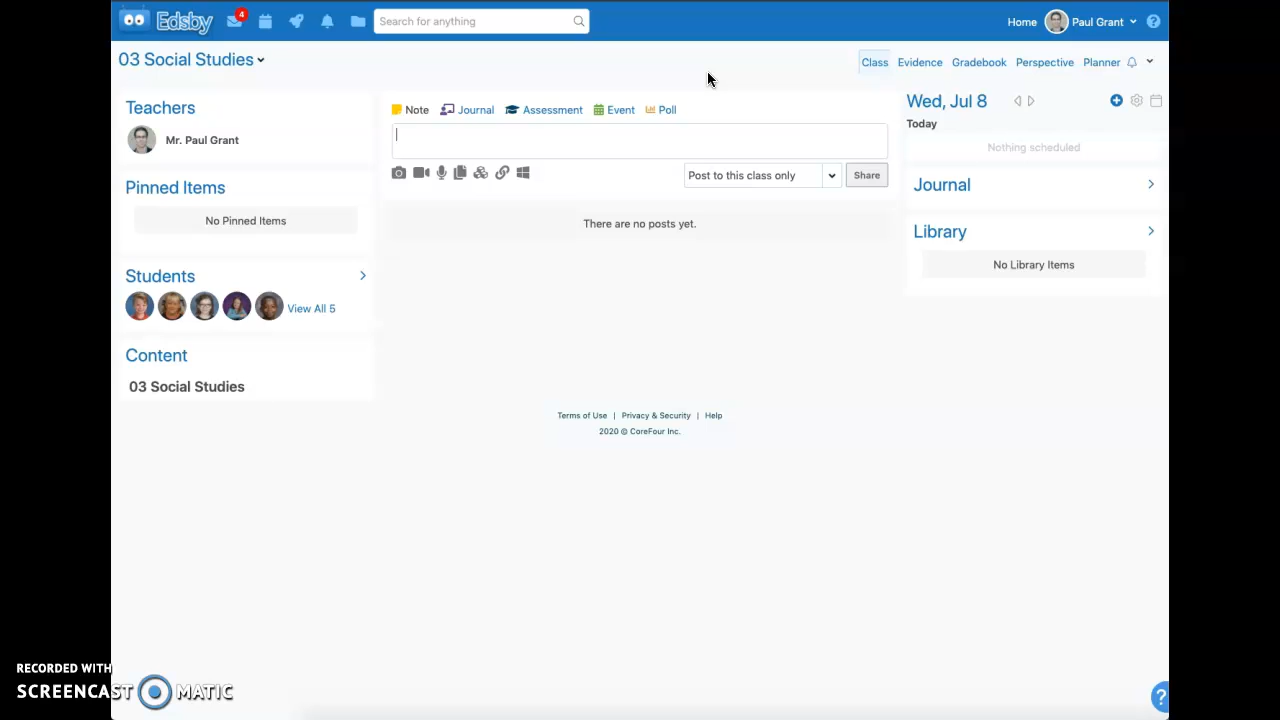 Edsby 4 Search for anything Home Paul Grant ?
03 Social Studies Class Evidence Gradebook Perspective Planner
Teachers
Mr. Paul Grant
Pinned Items
No Pinned Items
Students
View All 5
Content
03 Social Studies
Note Journal Assessment Event Poll
Post to this class only Share
There are no posts yet.
Wed, Jul 8
Today
Nothing scheduled
Journal
Library
No Library Items
Terms of Use | Privacy & Security | Help
2020 © CoreFour Inc.
RECORDED WITH
SCREENCAST MATIC
?